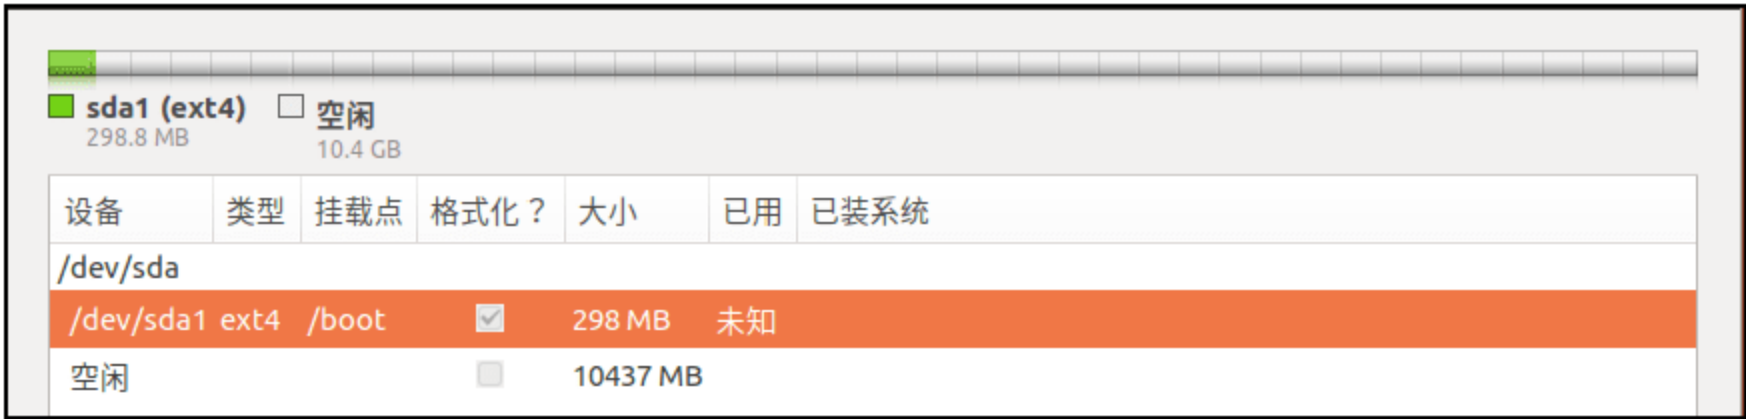 sda1 (ext4) 空闲
298.8 MB 10.4 GB
设备 类型 挂载点 格式化？ 大小 已用 已装系统
/dev/sda
/dev/sda1 ext4 /boot 298 MB 未知
空闲 10437 MB